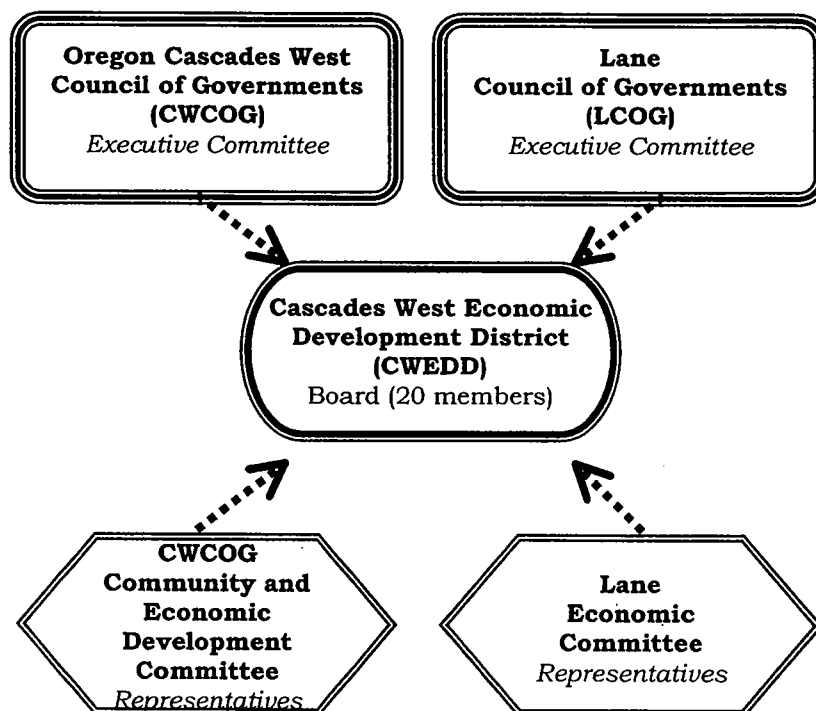 Oregon Cascades West
Council of Governments
(CWCOG)
Executive Committee
Lane
Council of Governments
(LCOG)
Executive Committee
Cascades West Economic
Development District
(CWEDD)
Board (20 members)
CWCOG
Community and
Economic
Development
Committee
Representatives
Lane
Economic
Committee
Representatives